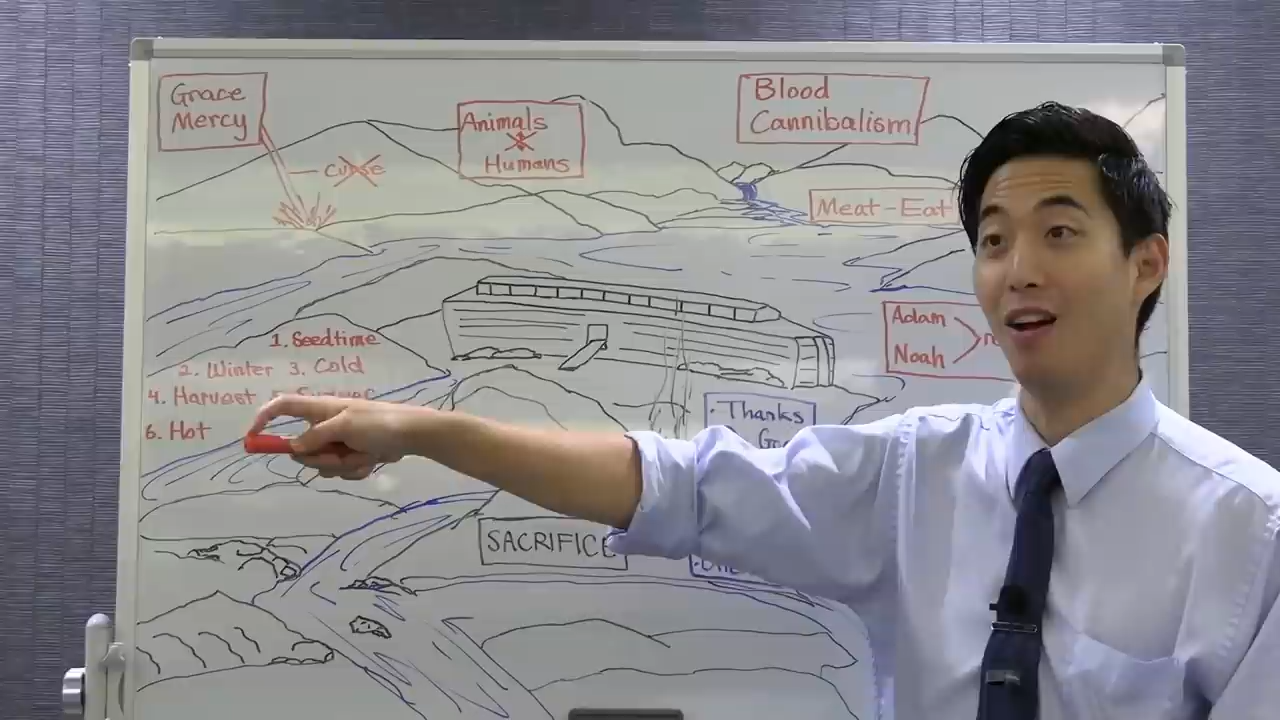 Grace
Mercy
Curse
Animals
&
Humans
Blood
Cannibalism
Meat-Eat
Adam
Noah
1. Seedtime
2. Winter 3. Cold
4. Harvest
6. Hot
• Thanks
SACRIFICE